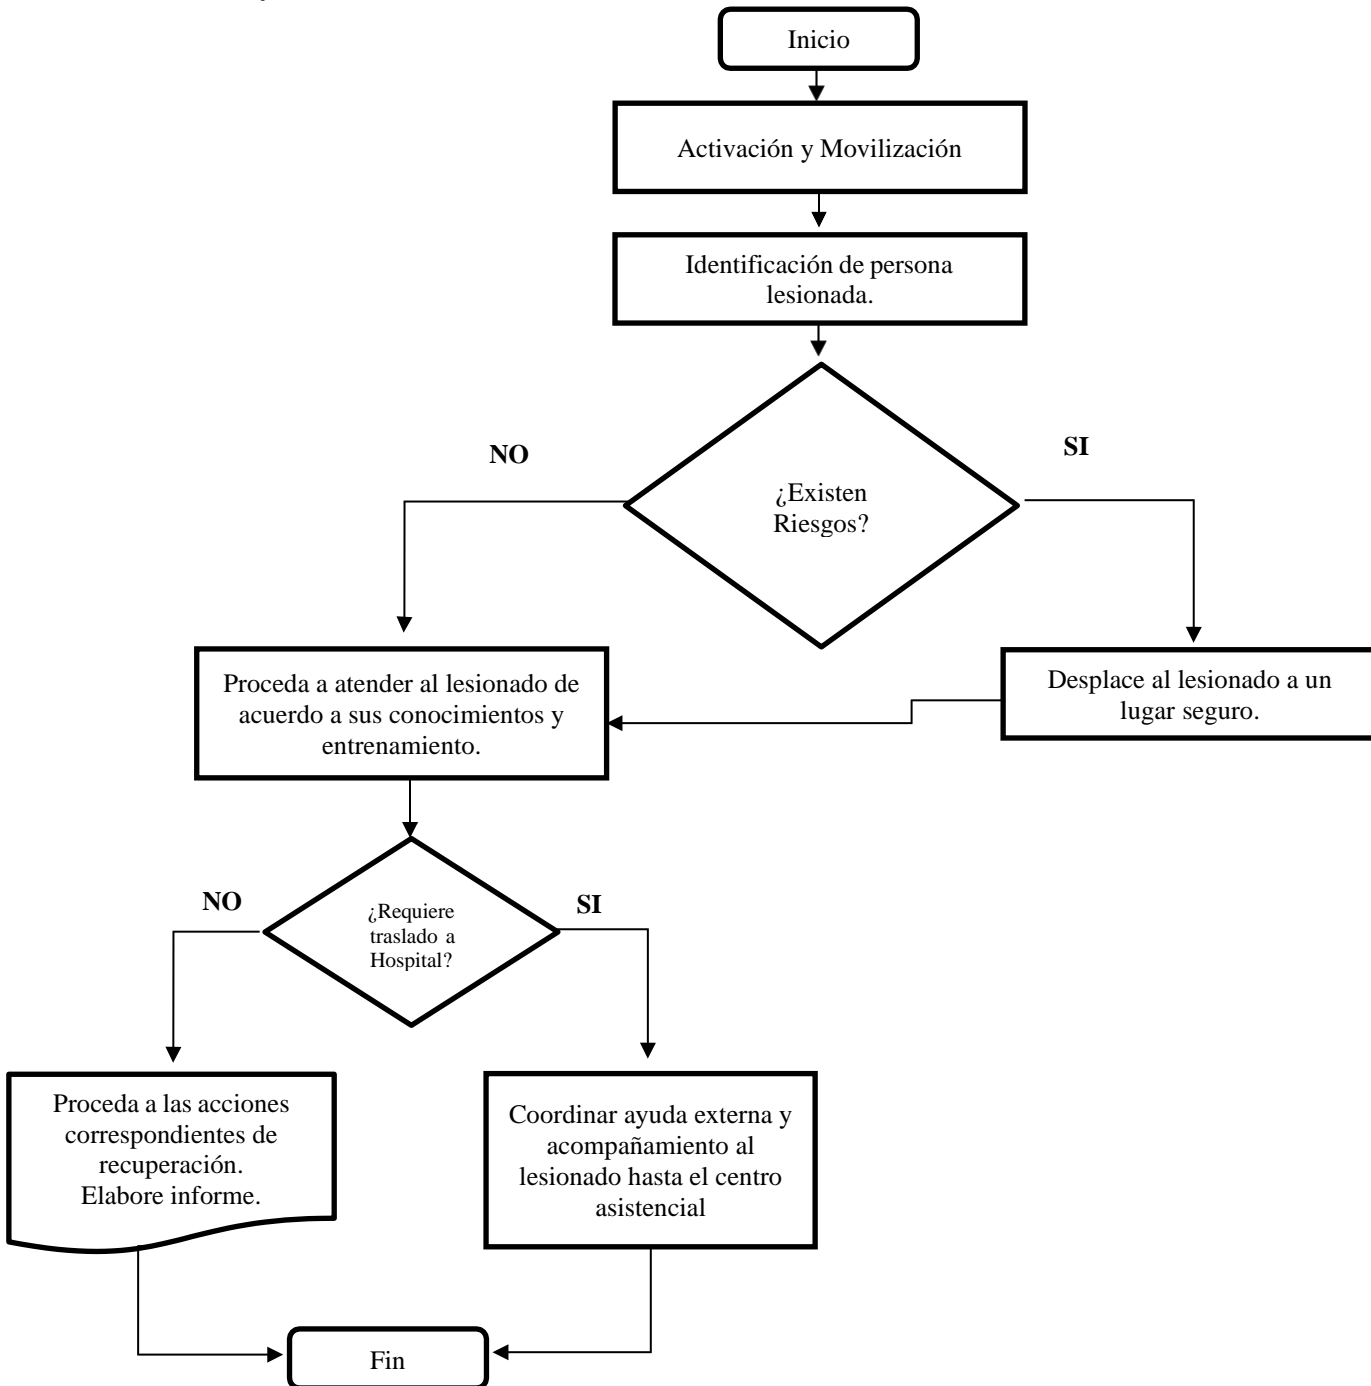 Inicio
Activación y Movilización
Identificación de persona
lesionada.
NO
SI
¿Existen
Riesgos?
Proceda a atender al lesionado de
acuerdo a sus conocimientos y
entrenamiento.
Desplace al lesionado a un
lugar seguro.
NO
SI
¿Requiere
traslado a
Hospital?
Proceda a las acciones
correspondientes de
recuperación.
Elabore informe.
Coordinar ayuda externa y
acompañamiento al
lesionado hasta el centro
asistencial
Fin